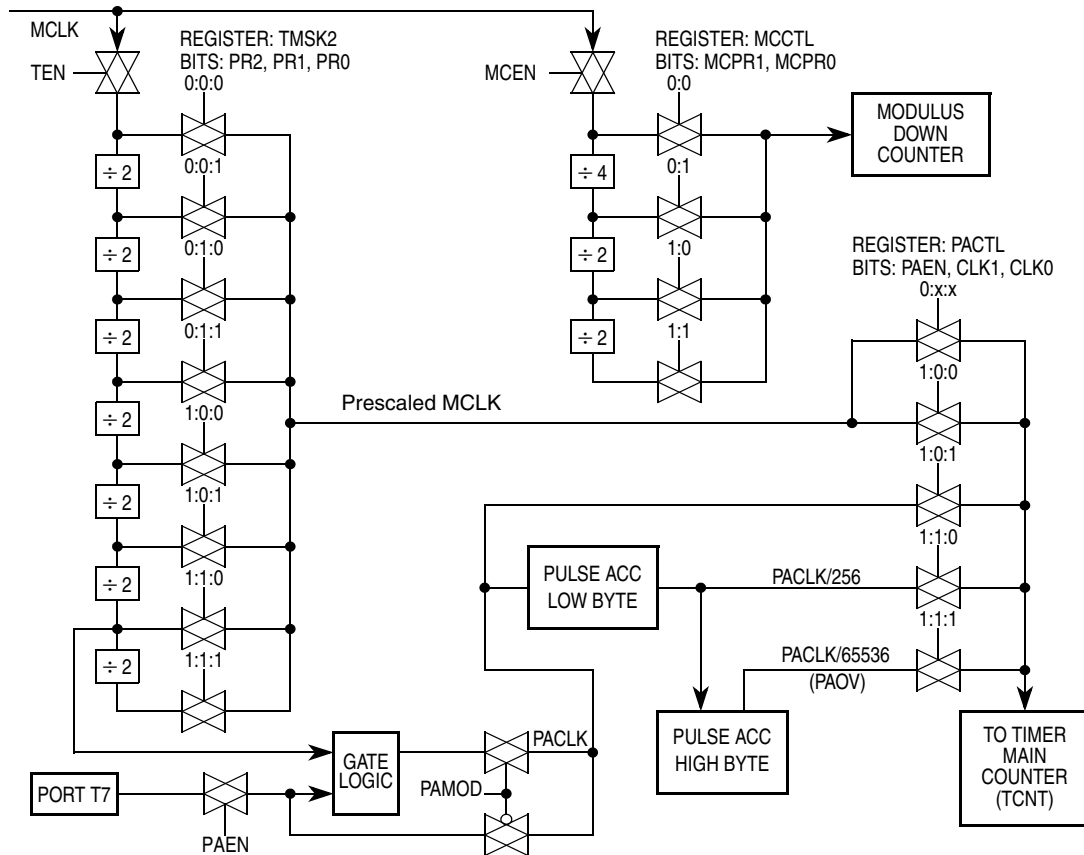 MCLK
TEN
REGISTER: TMSK2
BITS: PR2, PR1, PR0
0:0:0
÷ 2
0:0:1
÷ 2
0:1:0
÷ 2
0:1:1
÷ 2
1:0:0
÷ 2
1:0:1
÷ 2
1:1:0
÷ 2
1:1:1
MCEN
REGISTER: MCCTL
BITS: MCPR1, MCPR0
0:0
÷ 4
0:1
÷ 2
1:0
÷ 2
1:1
MODULUS
DOWN
COUNTER
REGISTER: PACTL
BITS: PAEN, CLK1, CLK0
0:x:x
1:0:0
1:0:1
1:1:0
1:1:1
Prescaled MCLK
PULSE ACC
LOW BYTE
PACLK/256
PACLK/65536
(PAOV)
PULSE ACC
HIGH BYTE
TO TIMER
MAIN
COUNTER
(TCNT)
GATE
LOGIC
PACLK
PAMOD
PORT T7
PAEN